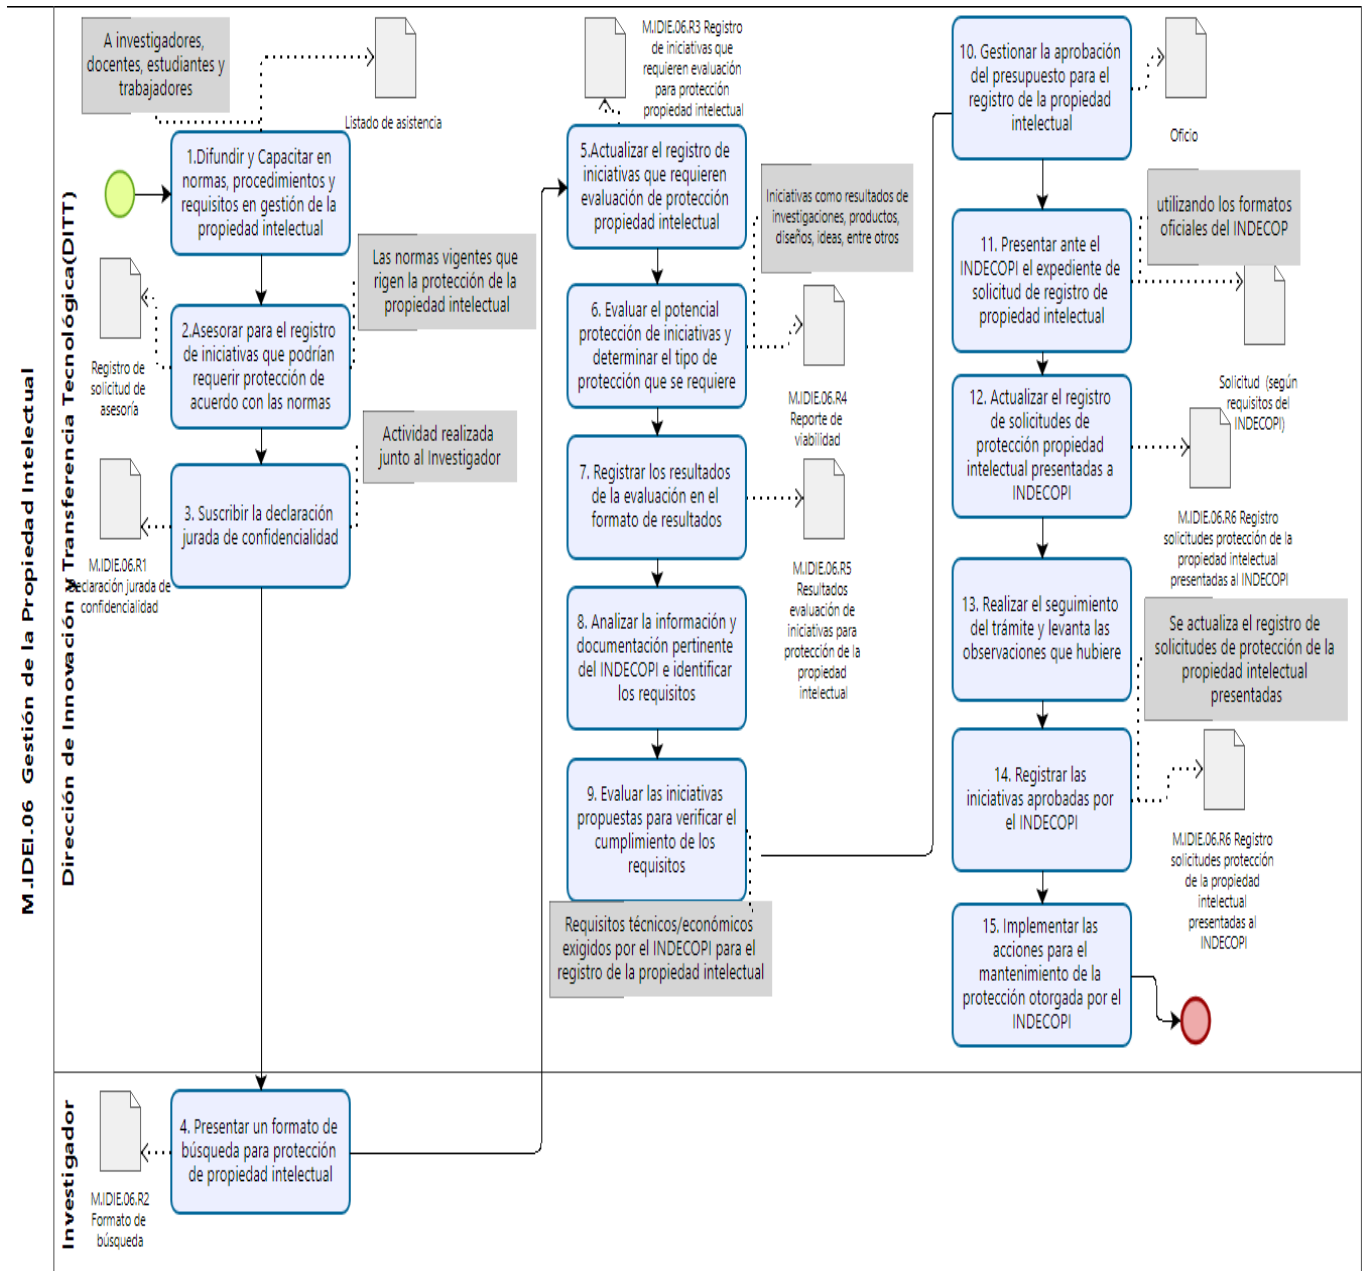 M.IDEI.06 Gestión de la Propiedad Intelectual
Dirección de Innovación y Transferencia Tecnológica(DITT)
A investigadores,
docentes, estudiantes y
trabajadores
Listado de asistencia
1.Difundir y Capacitar en
normas, procedimientos y
requisitos en gestión de la
propiedad intelectual
Las normas vigentes que
rigen la protección de la
propiedad intelectual
Registro de
solicitud de
asesoría
2.Asesorar para el registro
de iniciativas que podrían
requerir protección de
acuerdo con las normas
Actividad realizada
junto al Investigador
3. Suscribir la declaración
jurada de confidencialidad
M.IDIE.06.R1
Declaración jurada de
confidencialidad
Investigador
4. Presentar un formato de
búsqueda para protección
de propiedad intelectual
M.IDIE.06.R2
Formato de
búsqueda
M.IDIE.06.R3 Registro
de iniciativas que
requieren evaluación
para protección
propiedad intelectual
5.Actualizar el registro de
iniciativas que requieren
evaluación de protección
propiedad intelectual
Iniciativas como resultados de
investigaciones, productos,
diseños, ideas, entre otros
6. Evaluar el potencial
protección de iniciativas y
determinar el tipo de
protección que se requiere
M.IDIE.06.R4
Reporte de
viabilidad
7. Registrar los resultados
de la evaluación en el
formato de resultados
M.IDIE.06.R5
Resultados
evaluación de
iniciativas para
protección de la
propiedad
intelectual
8. Analizar la información y
documentación pertinente
del INDECOPI e identificar
los requisitos
9. Evaluar las iniciativas
propuestas para verificar el
cumplimiento de los
requisitos
Requisitos técnicos/económicos
exigidos por el INDECOPI para el
registro de la propiedad intelectual
10. Gestionar la aprobación
del presupuesto para el
registro de la propiedad
intelectual
Oficio
utilizando los formatos
oficiales del INDECOP
11. Presentar ante el
INDECOPI el expediente de
solicitud de registro de
propiedad intelectual
Solicitud (según
requisitos del
INDECOPI)
12. Actualizar el registro
de solicitudes de
protección propiedad
intelectual presentadas a
INDECOPI
M.IDIE.06.R6 Registro
solicitudes protección de la
propiedad intelectual
presentadas al INDECOPI
13. Realizar el seguimiento
del trámite y levanta las
observaciones que hubiere
Se actualiza el registro de
solicitudes de protección de la
propiedad intelectual
presentadas
14. Registrar las
iniciativas aprobadas por
el INDECOPI
M.IDIE.06.R6 Registro
solicitudes protección
de la propiedad
intelectual
presentadas al
INDECOPI
15. Implementar las
acciones para el
mantenimiento de la
protección otorgada por el
INDECOPI